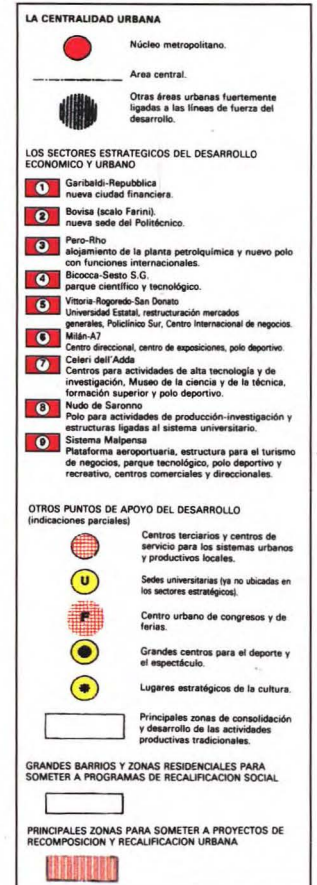 LA CENTRALIDAD URBANA
Núcleo metropolitano.
Area central.
Otras áreas urbanas fuertemente
ligadas a las líneas de fuerza del
desarrollo.
LOS SECTORES ESTRATEGICOS DEL DESARROLLO
ECONOMICO Y URBANO
1 Garibaldi-Repubblica
nueva ciudad financiera.
2 Bovisa (scalo Farini).
nueva sede del Politécnico.
3 Pero-Rho
alojamiento de la planta petrolquímica y nuevo polo
con funciones internacionales.
4 Bicocca-Sesto S.G.
parque científico y tecnológico.
5 Vittoria-Rogoredo-San Donato
Universidad Estatal, restructuración mercados
generales, Policlínico Sur, Centro Internacional de negocios.
6 Milán-A7
Centro direccional, centro de exposiciones, polo deportivo.
7 Celeri dell'Adda
Centros para actividades de alta tecnología y de
investigación, Museo de la ciencia y de la técnica,
formación superior y polo deportivo.
8 Nudo de Saronno
Polo para actividades de producción-investigación y
estructuras ligadas al sistema universitario.
9 Sistema Malpensa
Plataforma aeroportuaria, estructura para el turismo
de negocios, parque tecnológico, polo deportivo y
recreativo, centros comerciales y direccionales.
OTROS PUNTOS DE APOYO DEL DESARROLLO
(indicaciones parciales)
Centros terciarios y centros de
servicio para los sistemas urbanos
y productivos locales.
U Sedes universitarias (ya no ubicadas en
los sectores estratégicos).
F Centro urbano de congresos y de
ferias.
Grandes centros para el deporte y
el espectáculo.
Lugares estratégicos de la cultura.
Principales zonas de consolidación
y desarrollo de las actividades
productivas tradicionales.
GRANDES BARRIOS Y ZONAS RESIDENCIALES PARA
SOMETER A PROGRAMAS DE RECALIFICACION SOCIAL
PRINCIPALES ZONAS PARA SOMETER A PROYECTOS DE
RECOMPOSICION Y RECALIFICACION URBANA